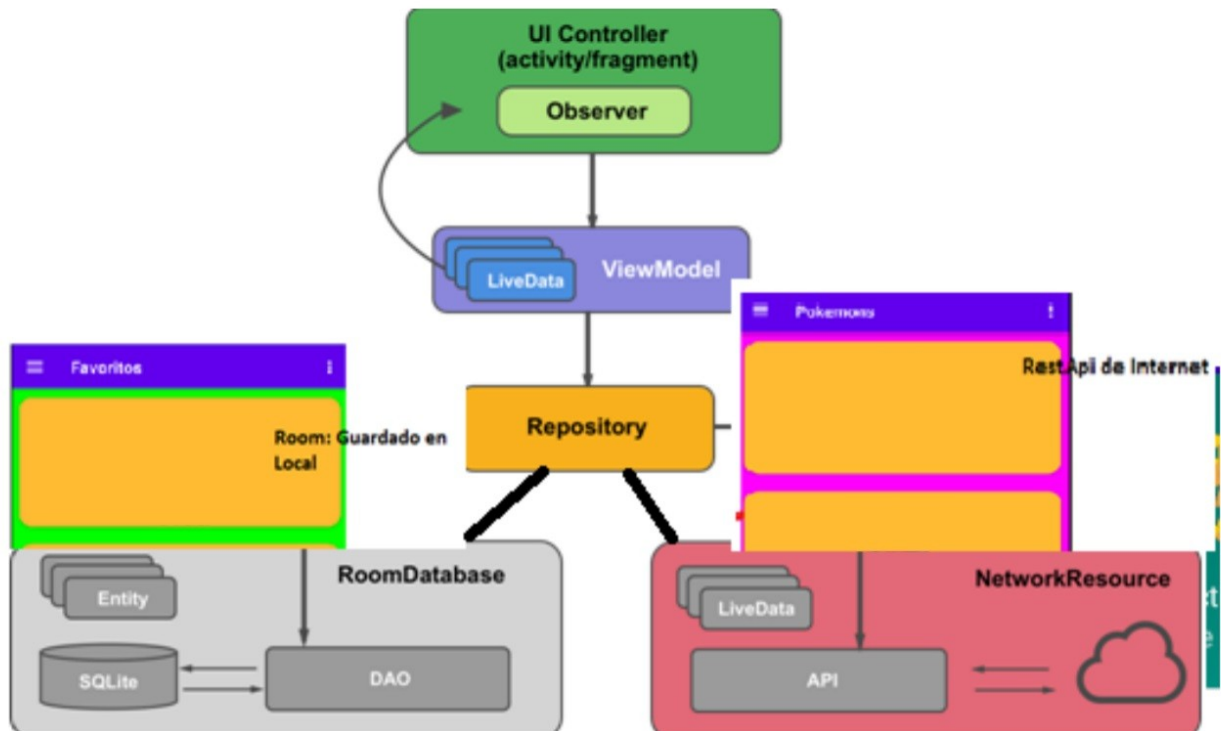 UI Controller
(activity/fragment)
Observer
LiveData
ViewModel
Pokemons
Rest Api de Internet
Favoritos
Room: Guardado en
Local
Repository
RoomDatabase
Entity
SQLite
DAO
NetworkResource
LiveData
API